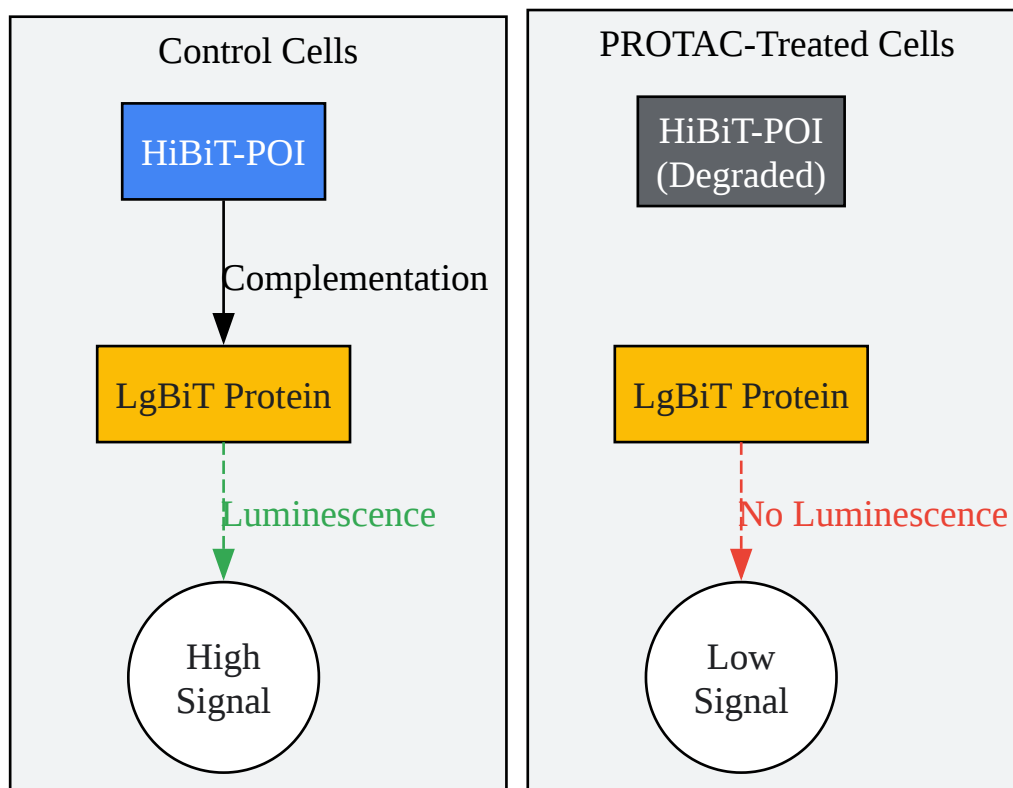 Control Cells
HiBiT-POI
Complementation
LgBiT Protein
Luminescence
High
Signal
PROTAC-Treated Cells
HiBiT-POI
(Degraded)
LgBiT Protein
No Luminescence
Low
Signal